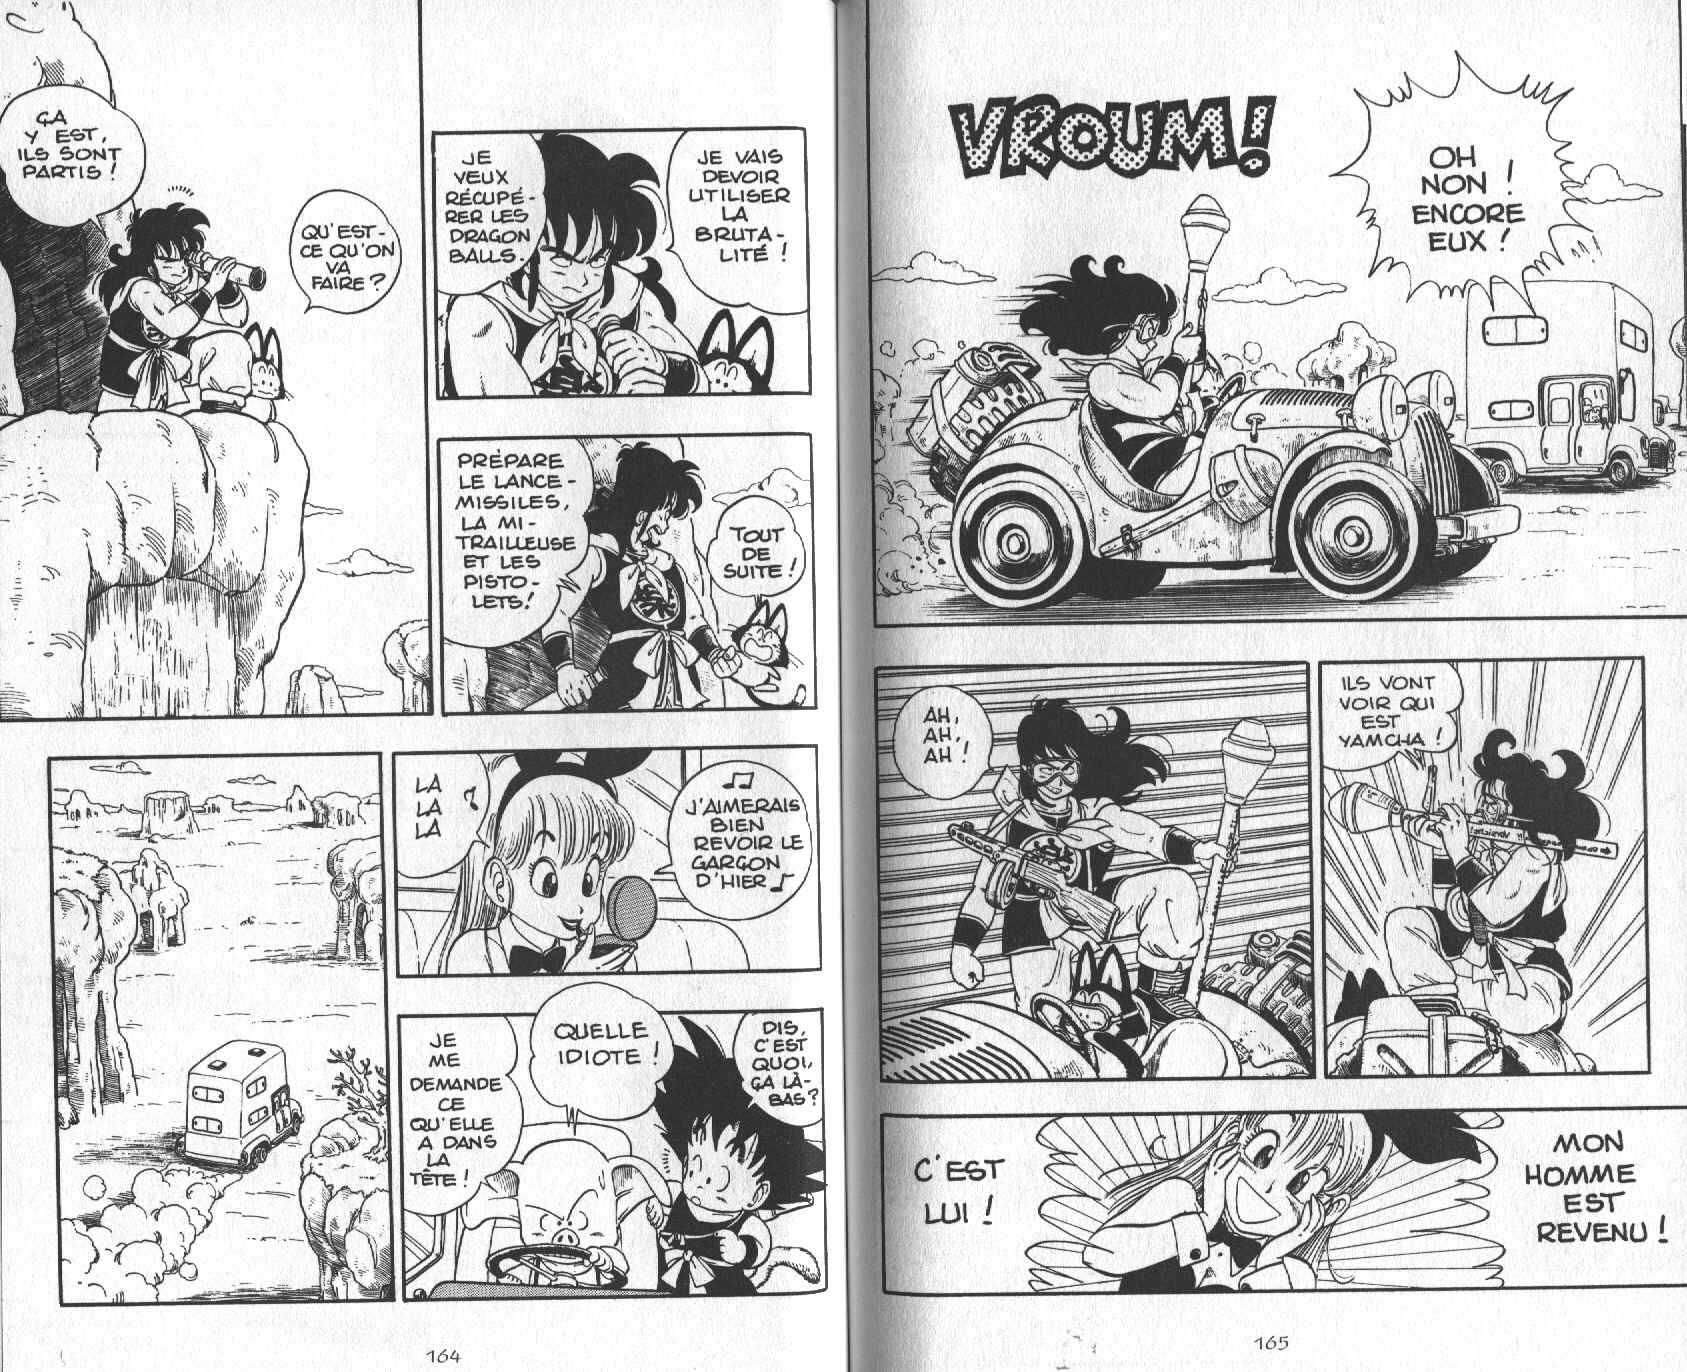 ÇA
Y EST,
ILS SONT
PARTIS !
QU'EST-
CE QU'ON
VA
FAIRE ?
JE
VEUX
RÉCUPÉ-
RER LES
DRAGON
BALLS.
JE VAIS
DEVOIR
UTILISER
LA
BRUTA-
LITÉ !
PRÉPARE
LE LANCE-
MISSILES,
LA MI-
TRAILLEUSE
ET LES
PISTO-
LETS!
TOUT
DE
SUITE !
LA
LA
LA
J'AIMERAIS
BIEN
REVOIR LE
GARÇON
D'HIER
JE
ME
DEMANDE
CE
QU'ELLE
A DANS
LA
TÊTE !
QUELLE
IDIOTE !
DIS,
C'EST
QUOI,
ÇA LÀ-
BAS?
164
VROUM!
OH
NON !
ENCORE
EUX !
AH,
AH,
AH !
ILS VONT
VOIR QUI
EST
YAMCHA !
C'EST
LUI !
MON
HOMME
EST
REVENU !
165